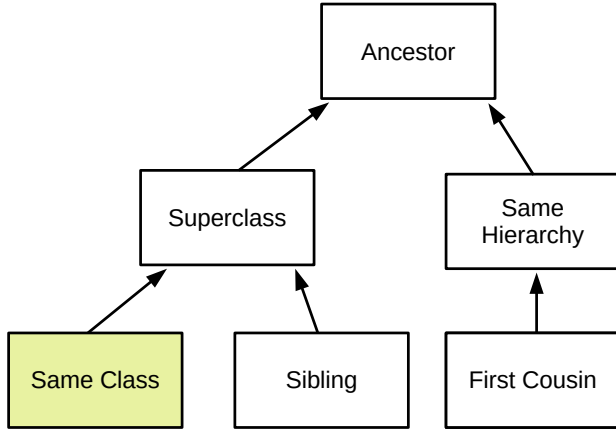 Ancestor
Superclass
Same
Hierarchy
Same Class
Sibling
First Cousin